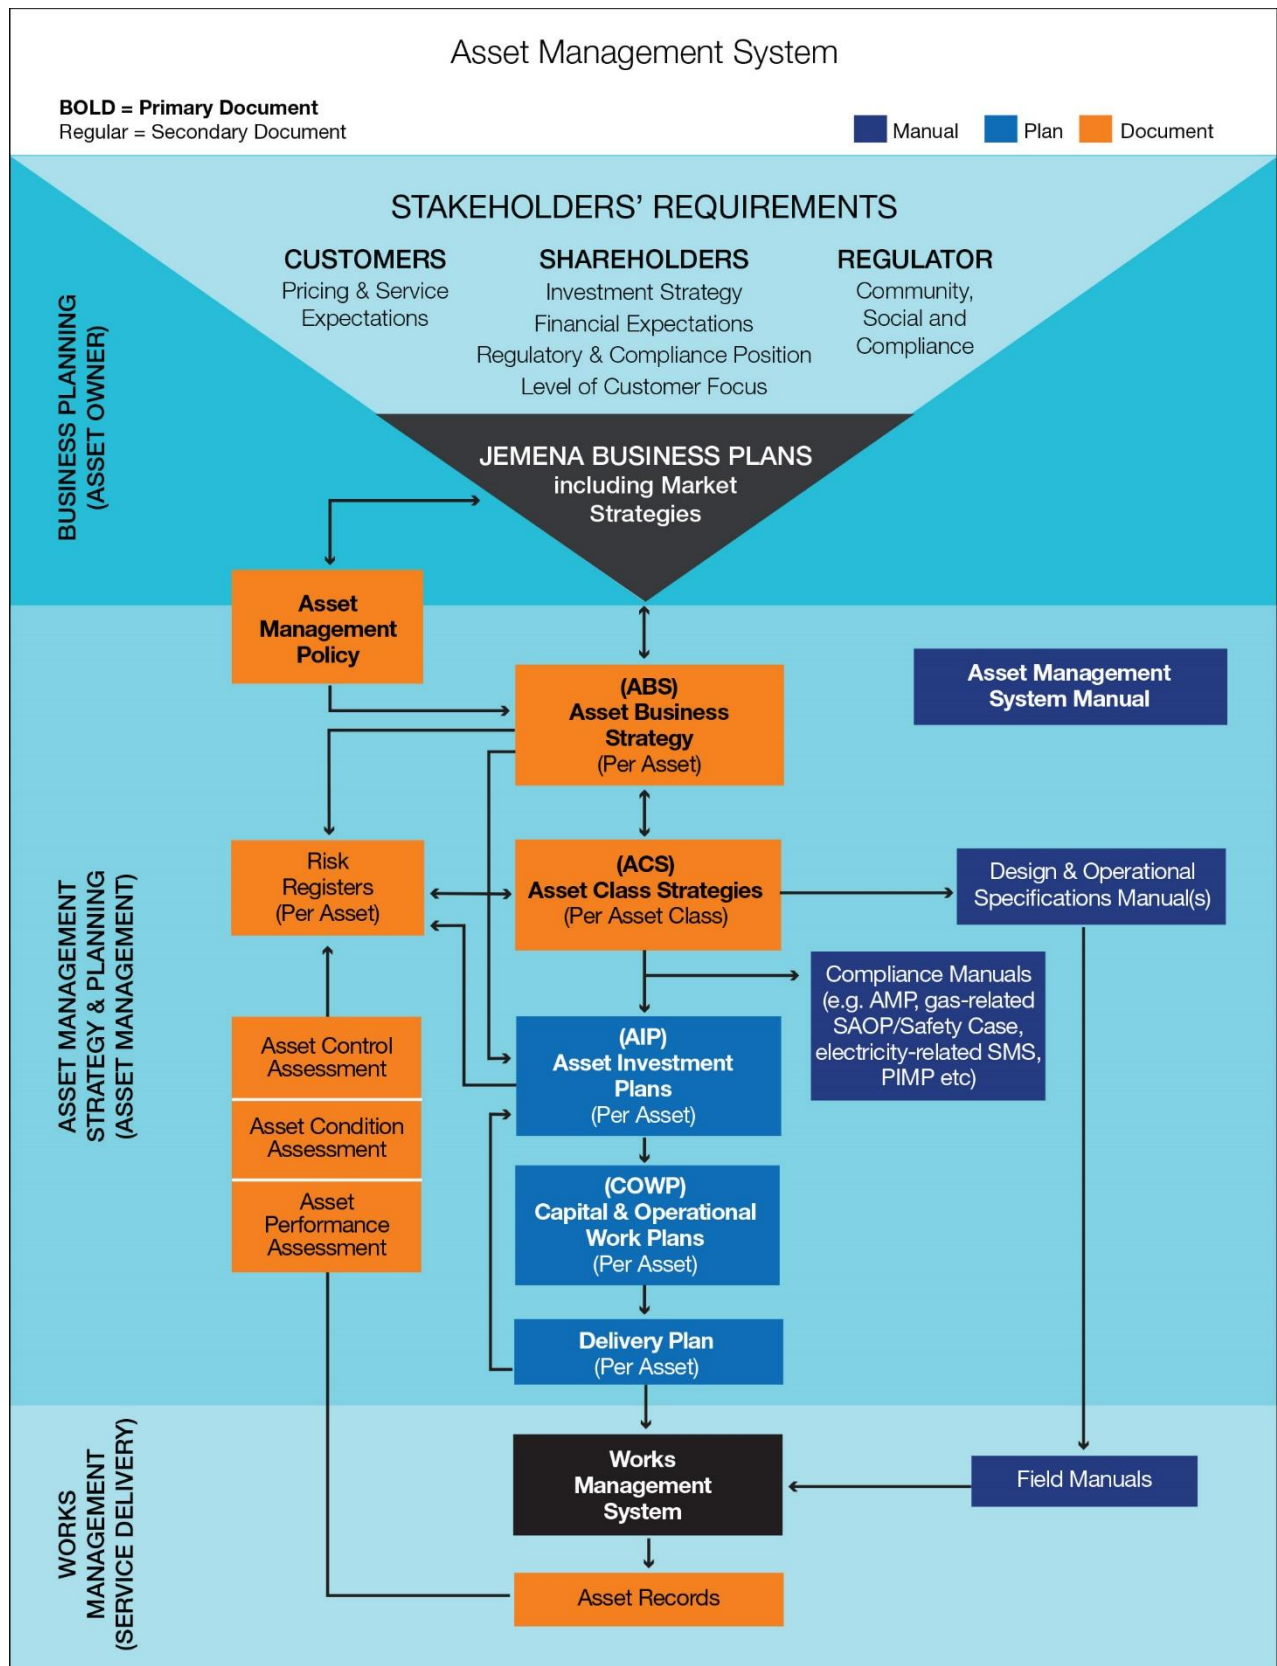 Asset Management System
BOLD = Primary Document
Regular = Secondary Document
Manual
Plan
Document
STAKEHOLDERS' REQUIREMENTS
CUSTOMERS
Pricing & Service
Expectations
SHAREHOLDERS
Investment Strategy
Financial Expectations
Regulatory & Compliance Position
Level of Customer Focus
REGULATOR
Community,
Social and
Compliance
BUSINESS PLANNING
(ASSET OWNER)
JEMENA BUSINESS PLANS
including Market
Strategies
Asset
Management
Policy
(ABS)
Asset Business
Strategy
(Per Asset)
Asset Management
System Manual
ASSET MANAGEMENT
STRATEGY & PLANNING
(ASSET MANAGEMENT)
Risk
Registers
(Per Asset)
(ACS)
Asset Class Strategies
(Per Asset Class)
Design & Operational
Specifications Manual(s)
Compliance Manuals
(e.g. AMP, gas-related
SAOP/Safety Case,
electricity-related SMS,
PIMP etc)
Asset Control
Assessment
Asset Condition
Assessment
Asset
Performance
Assessment
(AIP)
Asset Investment
Plans
(Per Asset)
(COWP)
Capital & Operational
Work Plans
(Per Asset)
Delivery Plan
(Per Asset)
WORKS
MANAGEMENT
(SERVICE DELIVERY)
Works
Management
System
Field Manuals
Asset Records